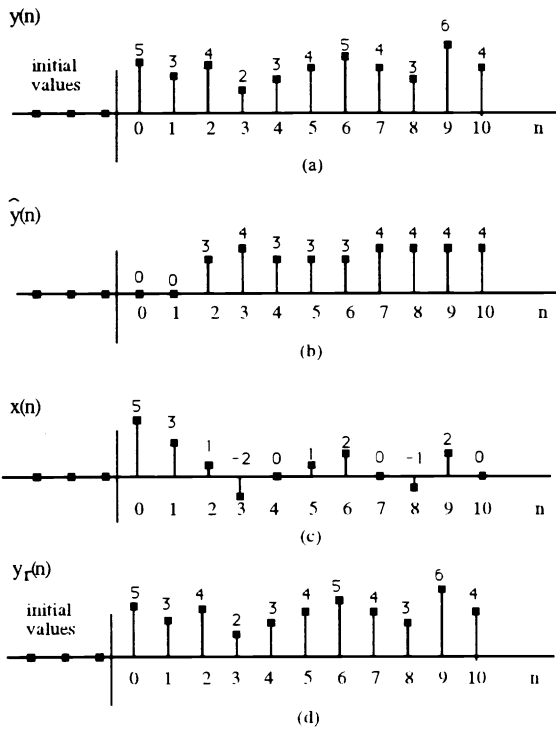 y(n)
initial
values
5 3 4 2 3 4 5 4 3 6 4
0 1 2 3 4 5 6 7 8 9 10 n
(a)
ŷ(n)
0 0 3 4 3 3 3 4 4 4 4
0 1 2 3 4 5 6 7 8 9 10 n
(b)
x(n)
5 3 1 -2 0 1 2 0 -1 2 0
0 1 2 3 4 5 6 7 8 9 10 n
(c)
yr(n)
initial
values
5 3 4 2 3 4 5 4 3 6 4
0 1 2 3 4 5 6 7 8 9 10 n
(d)